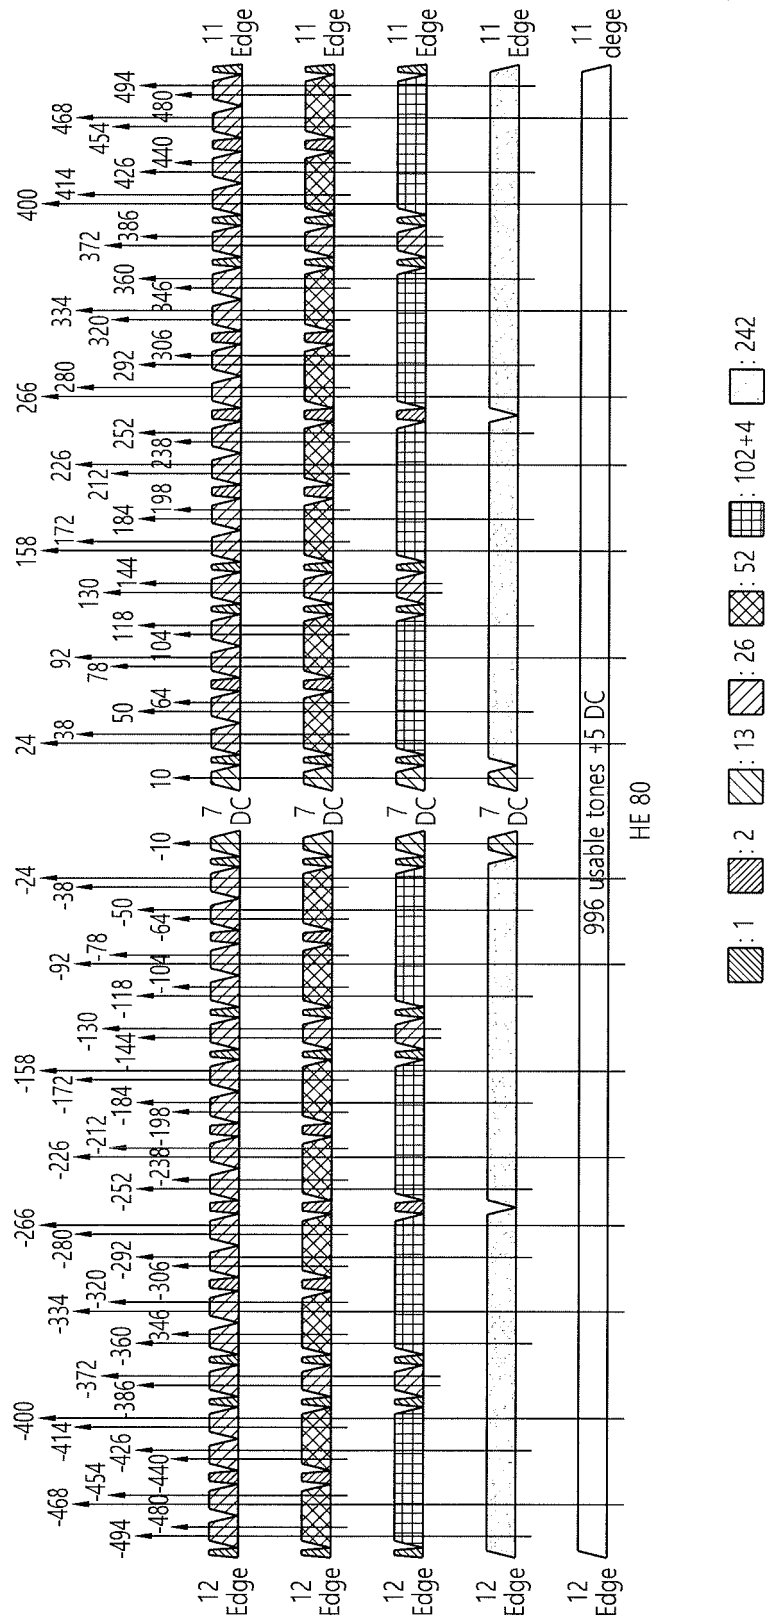 -400 -266 -158 -24 24 158 266 400
-468 -414 -334 -280 -226 -172 -92 -38 38 92 172 226 280 334 414 468
-454 -372 -320 -212 -130 -78 78 130 212 320 372 454
-494 -426 -386 -360 -292 -252 -184 -144 -118 -50 50 118 144 184 252 292 360 386 426 494
-480 -440 346 -306 -238 -198 -104 -64 -10 10 64 104 198 238 306 346 440 480
12 7 11
Edge DC Edge
12 7 11
Edge DC Edge
12 7 11
Edge DC Edge
12 7 11
Edge DC Edge
12 996 usable tones +5 DC 11
Edge dege
HE 80
: 1 : 2 : 13 : 26 : 52 : 102+4 : 242